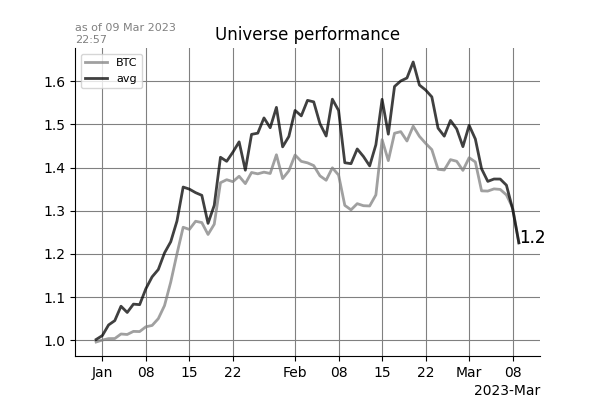 as of 09 Mar 2023
22:57
Universe performance
BTC
avg
1.6
1.5
1.4
1.3
1.2
1.1
1.0
1.2
Jan 08 15 22 Feb 08 15 22 Mar 08
2023-Mar